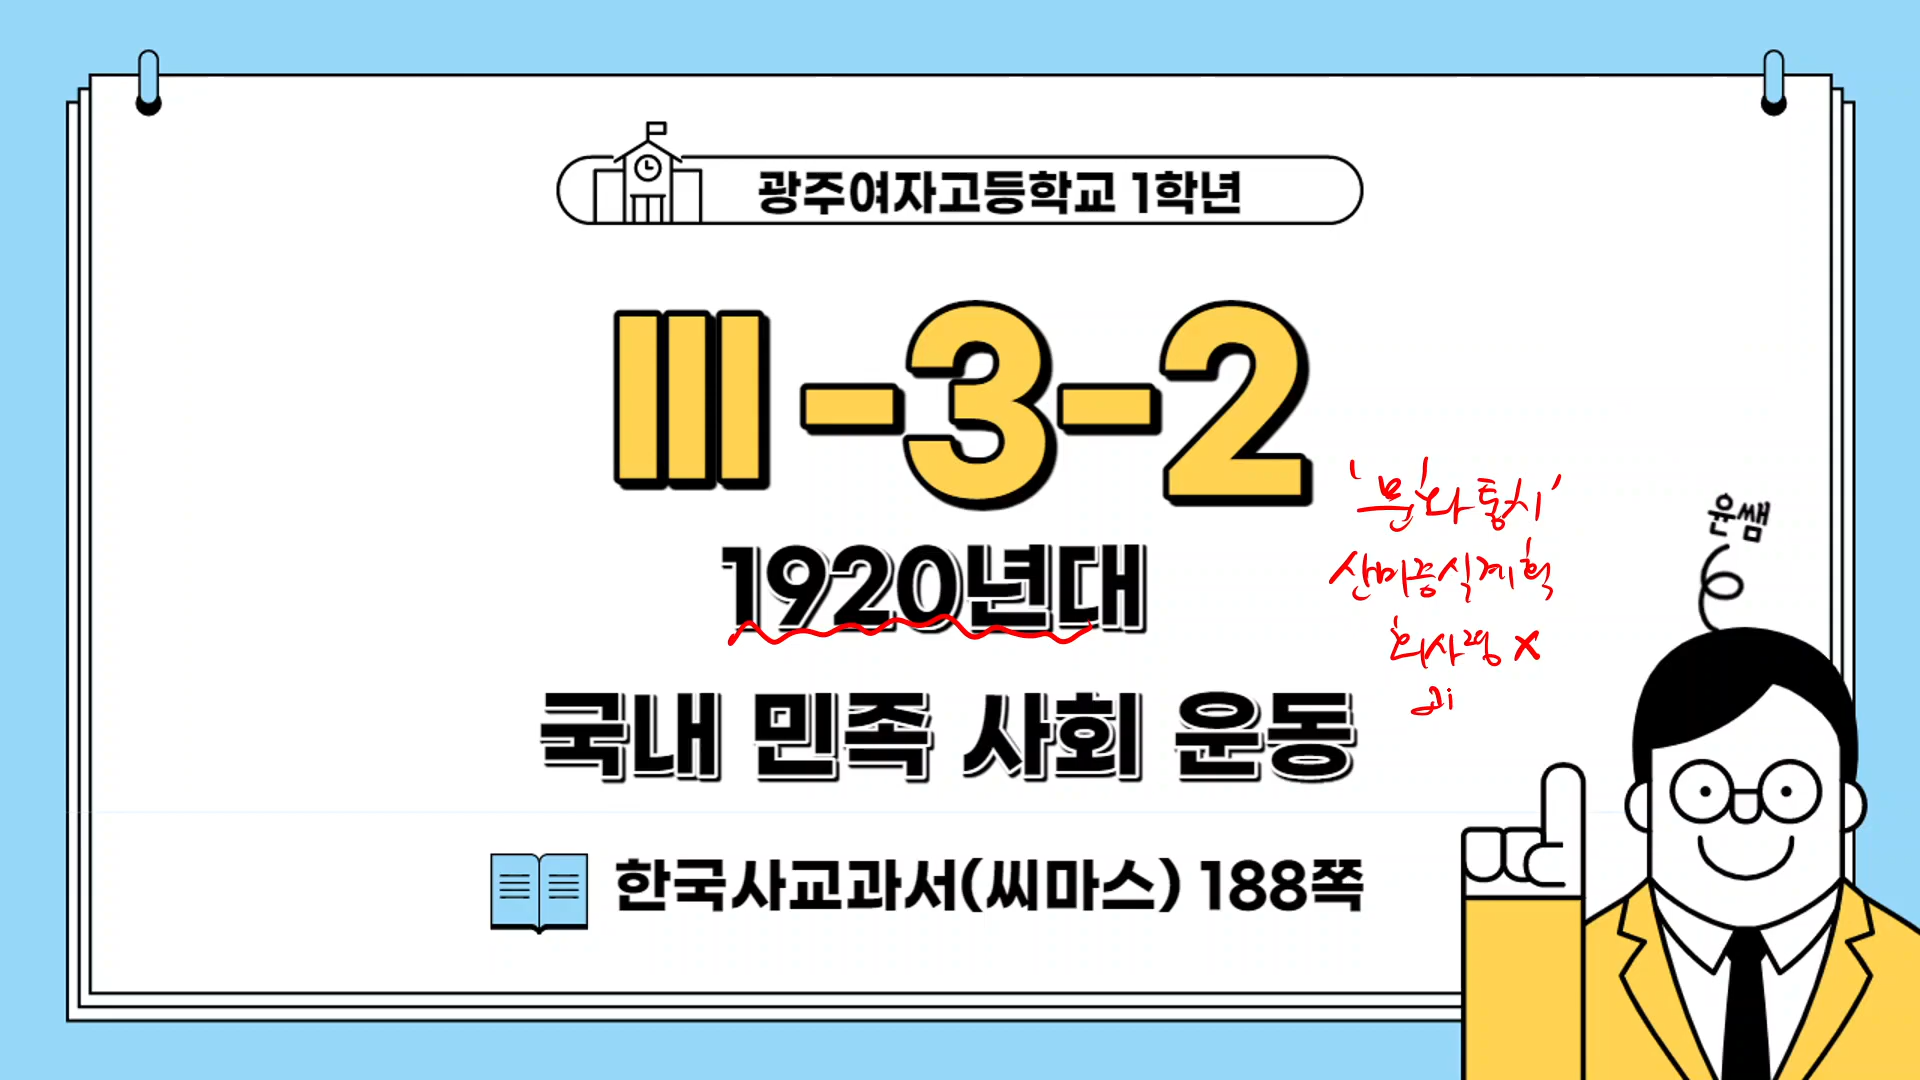 광주여자고등학교 1학년
III-3-2
'문화통치'
윤쌤
1920년대
산미증식계획
회사령 X
국내 민족 사회 운동
한국사교과서(씨마스) 188쪽